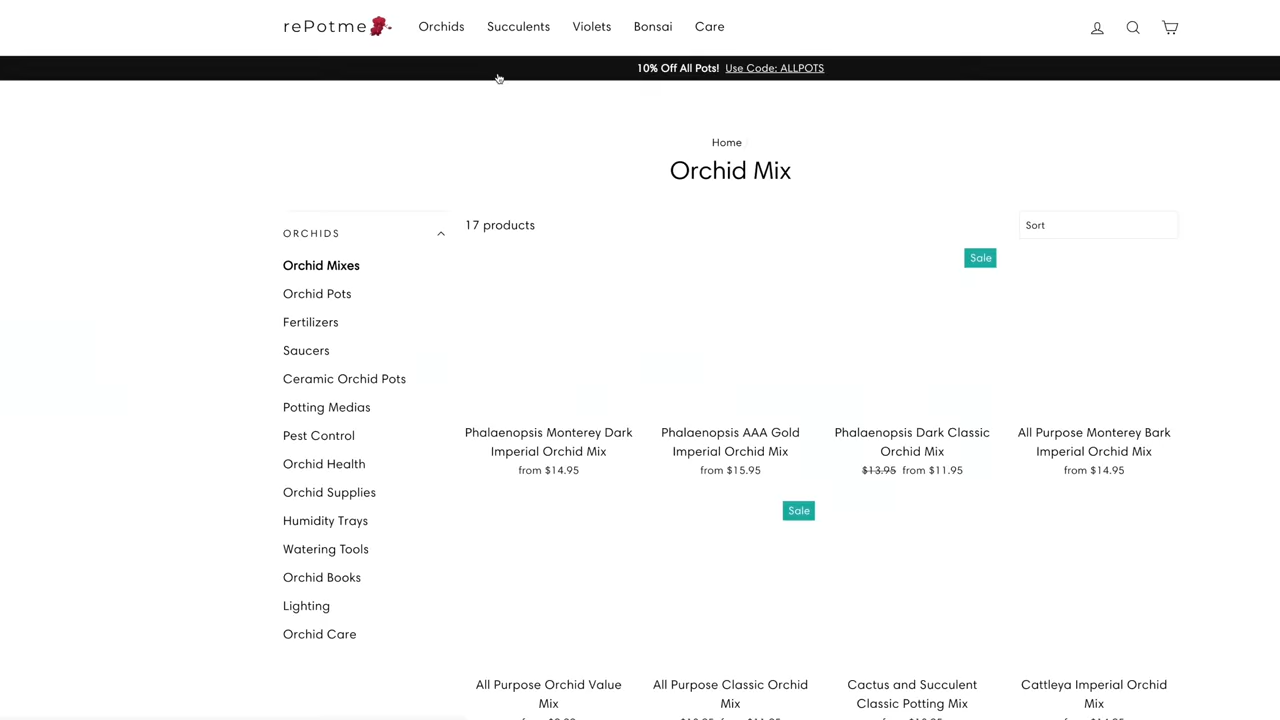 rePotme
Orchids Succulents Violets Bonsai Care
10% Off All Pots! Use Code: ALLPOTS
Home
Orchid Mix
ORCHIDS
Orchid Mixes
Orchid Pots
Fertilizers
Saucers
Ceramic Orchid Pots
Potting Medias
Pest Control
Orchid Health
Orchid Supplies
Humidity Trays
Watering Tools
Orchid Books
Lighting
Orchid Care
17 products
Sort
Sale
Phalaenopsis Monterey Dark
Imperial Orchid Mix
from $14.95
Phalaenopsis AAA Gold
Imperial Orchid Mix
from $15.95
Phalaenopsis Dark Classic
Orchid Mix
$13.95 from $11.95
All Purpose Monterey Bark
Imperial Orchid Mix
from $14.95
Sale
All Purpose Orchid Value
Mix
All Purpose Classic Orchid
Mix
Cactus and Succulent
Classic Potting Mix
Cattleya Imperial Orchid
Mix